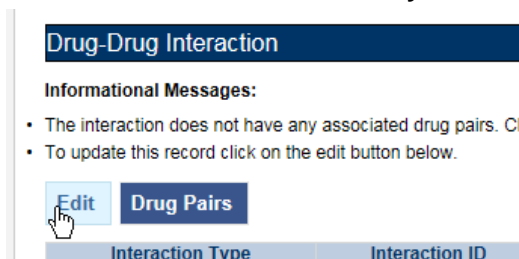 Drug-Drug Interaction
Informational Messages:
• The interaction does not have any associated drug pairs.
• To update this record click on the edit button below.
Edit Drug Pairs
Interaction Type Interaction ID